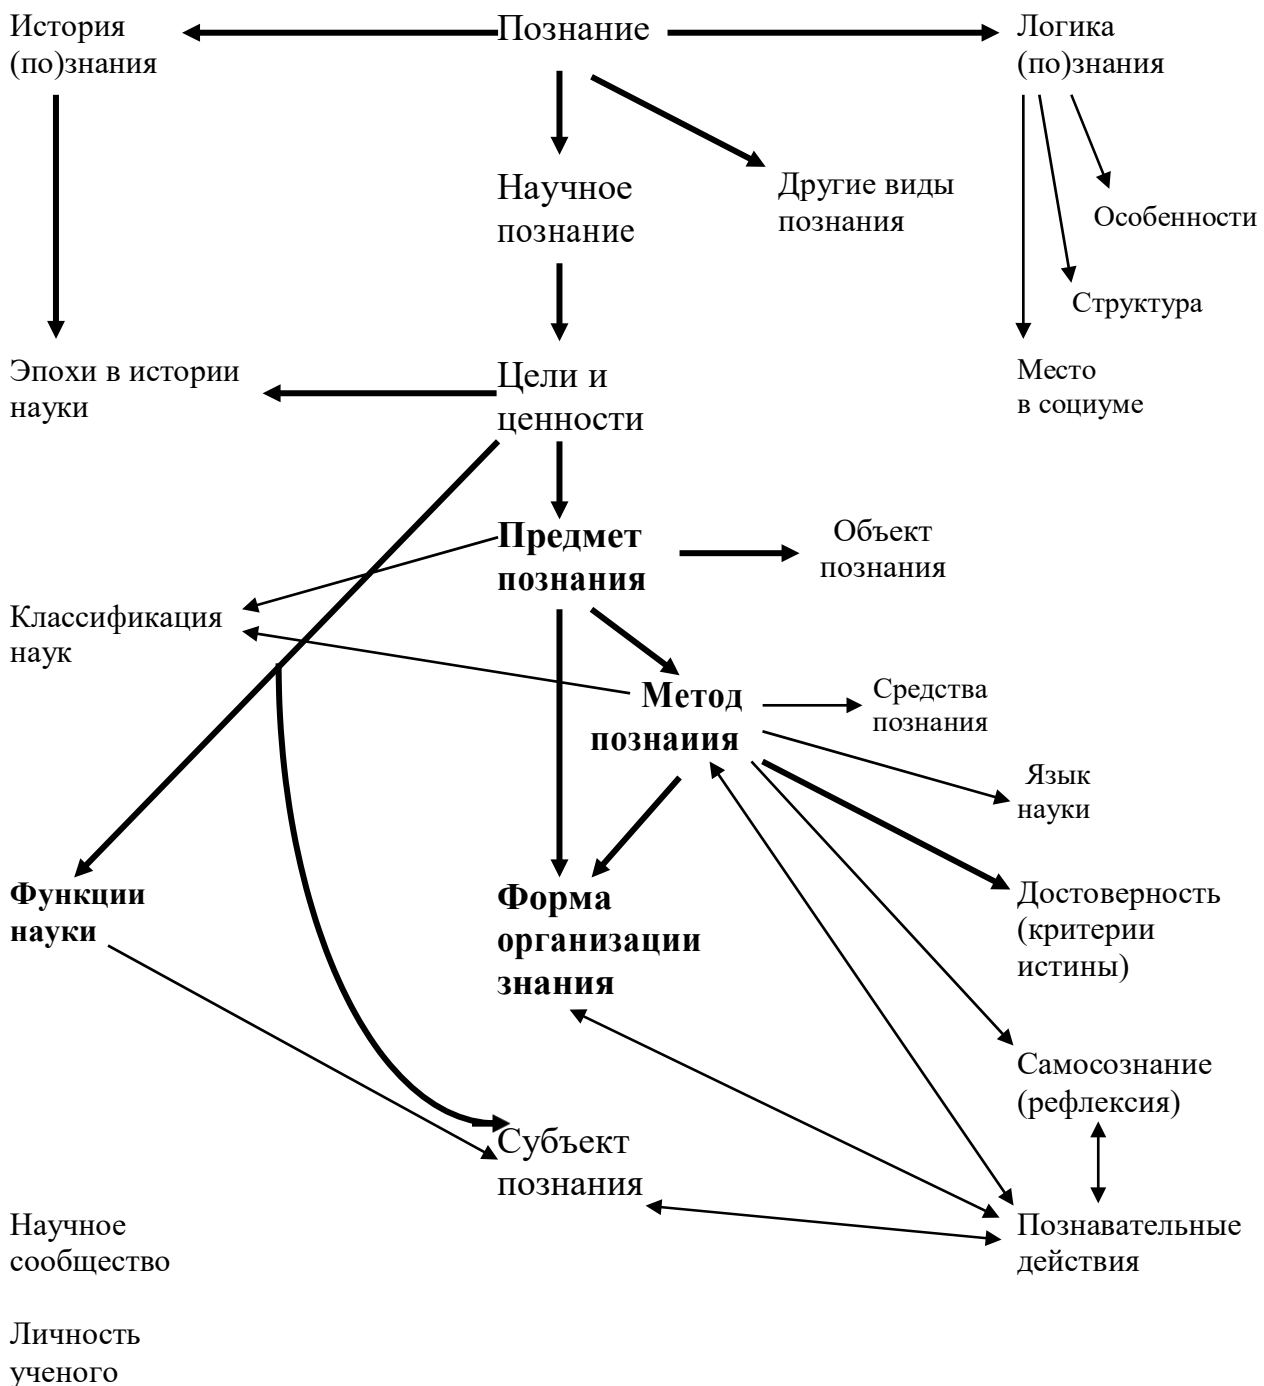 История
(по)знания
Познание
Логика
(по)знания
Научное
познание
Другие виды
познания
Особенности
Структура
Эпохи в истории
науки
Цели и
ценности
Место
в социуме
Предмет
познания
Объект
познания
Классификация
наук
Метод
познаиия
Средства
познания
Язык
науки
Функции
науки
Форма
организации
знания
Достоверность
(критерии
истины)
Самосознание
(рефлексия)
Субъект
познания
Научное
сообщество
Познавательные
действия
Личность
ученого